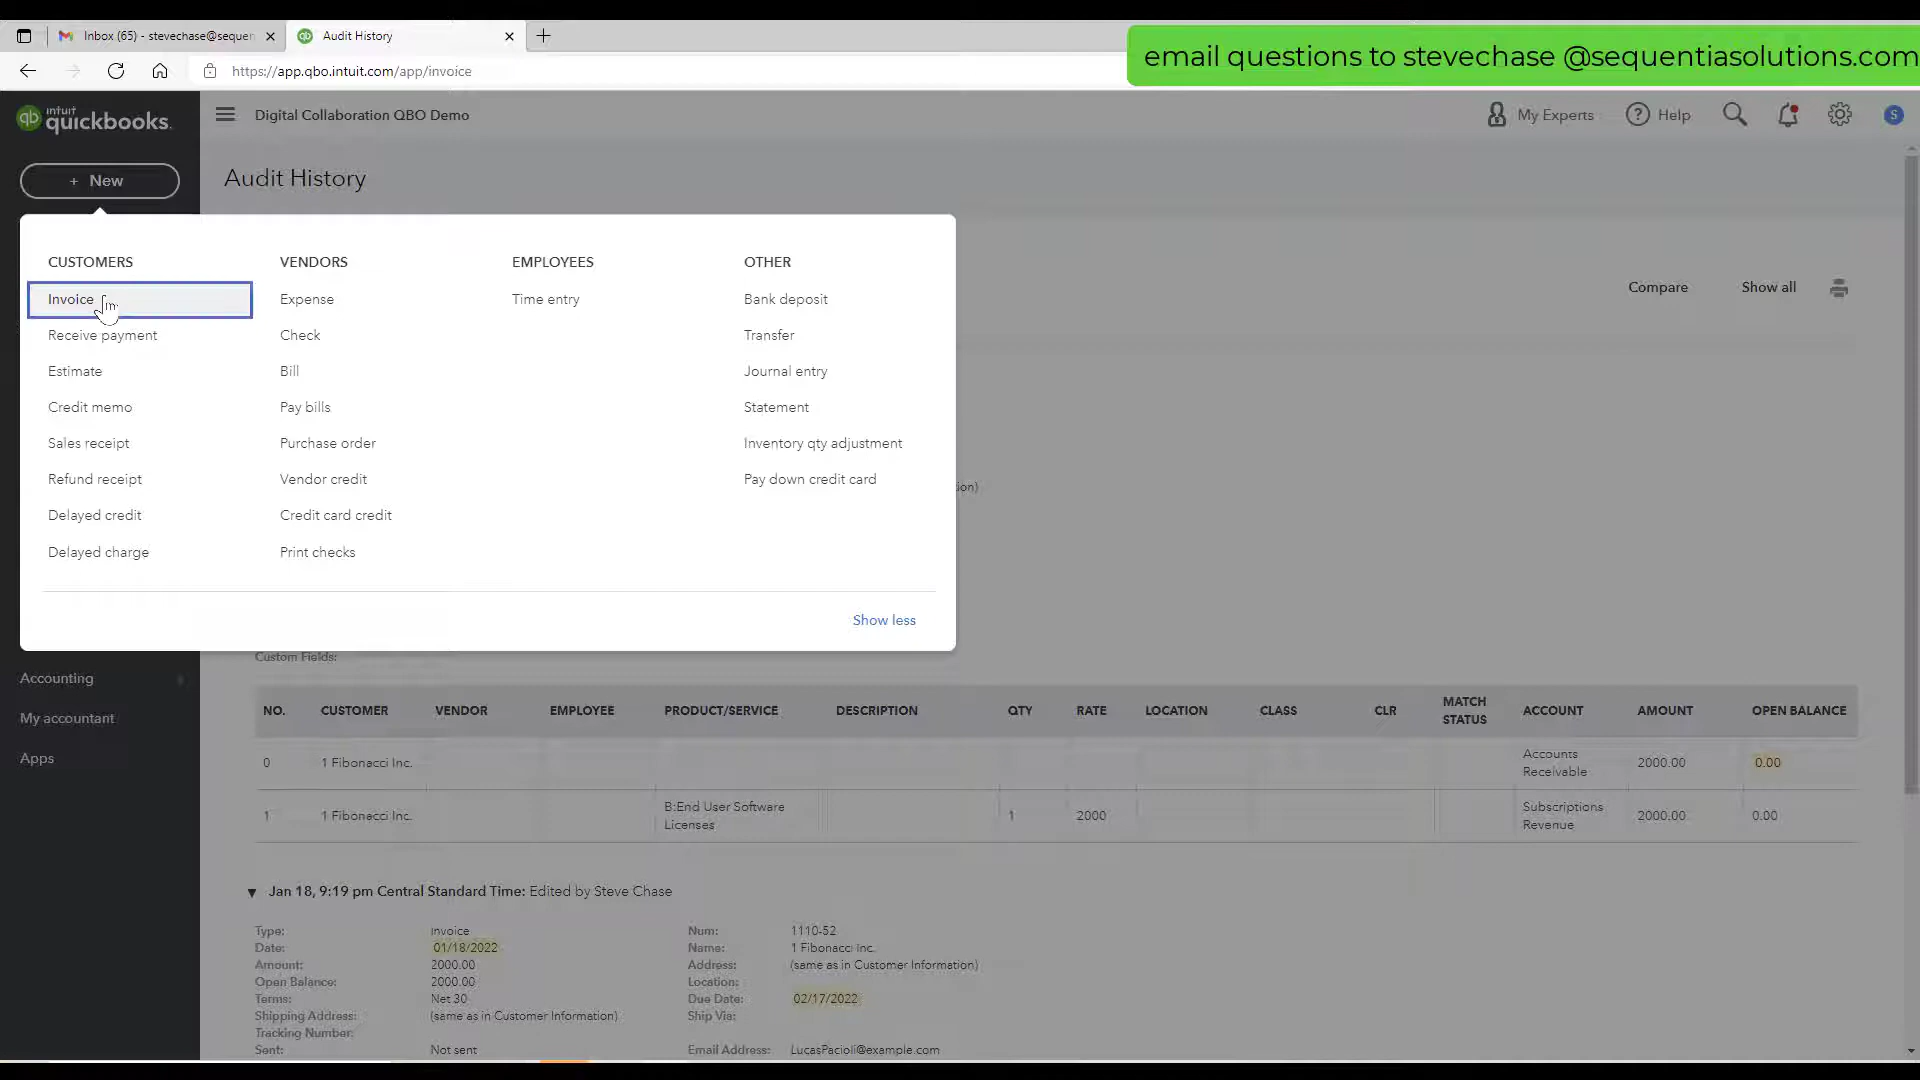 Inbox (65) - stevechase@sequen
Audit History
email questions to stevechase @sequentiasolutions.com
https://app.qbo.intuit.com/app/invoice
intuit quickbooks.
Digital Collaboration QBO Demo
My Experts
Help
S
+ New
Audit History
CUSTOMERS VENDORS EMPLOYEES OTHER
Invoice Expense Time entry Bank deposit
Receive payment Check Transfer
Estimate Bill Journal entry
Credit memo Pay bills Statement
Sales receipt Purchase order Inventory qty adjustment
Refund receipt Vendor credit Pay down credit card
Delayed credit Credit card credit
Delayed charge Print checks
Show less
Compare Show all
ion)
Accounting
My accountant
Apps
Custom Fields:
NO. CUSTOMER VENDOR EMPLOYEE PRODUCT/SERVICE DESCRIPTION QTY RATE LOCATION CLASS CLR MATCH STATUS ACCOUNT AMOUNT OPEN BALANCE
0 1 Fibonacci Inc. Accounts Receivable 2000.00 0.00
1 1 Fibonacci Inc. B:End User Software Licenses 1 2000 Subscriptions Revenue 2000.00 0.00
Jan 18, 9:19 pm Central Standard Time: Edited by Steve Chase
Type: Invoice Num: 1110-52
Date: 01/18/2022 Name: 1 Fibonacci Inc.
Amount: 2000.00 Address: (same as in Customer Information)
Open Balance: 2000.00 Location:
Terms: Net 30 Due Date: 02/17/2022
Shipping Address: (same as in Customer Information) Ship Via:
Tracking Number:
Sent: Not sent Email Address: LucasPacioli@example.com